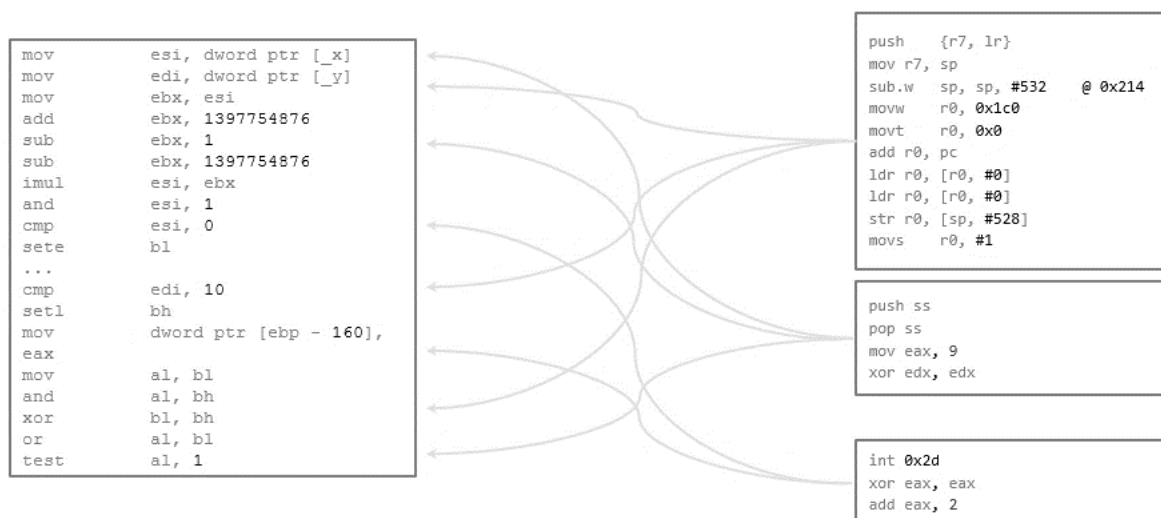 mov esi, dword ptr [_x]
mov edi, dword ptr [_y]
mov ebx, esi
add ebx, 1397754876
sub ebx, 1
sub ebx, 1397754876
imul esi, ebx
and esi, 1
cmp esi, 0
sete bl
...
cmp edi, 10
setl bh
mov dword ptr [ebp - 160],
eax
mov al, bl
and al, bh
xor bl, bh
or al, bl
test al, 1
push {r7, lr}
mov r7, sp
sub.w sp, sp, #532 @ 0x214
movw r0, 0x1c0
movt r0, 0x0
add r0, pc
ldr r0, [r0, #0]
ldr r0, [r0, #0]
str r0, [sp, #528]
movs r0, #1
push ss
pop ss
mov eax, 9
xor edx, edx
int 0x2d
xor eax, eax
add eax, 2